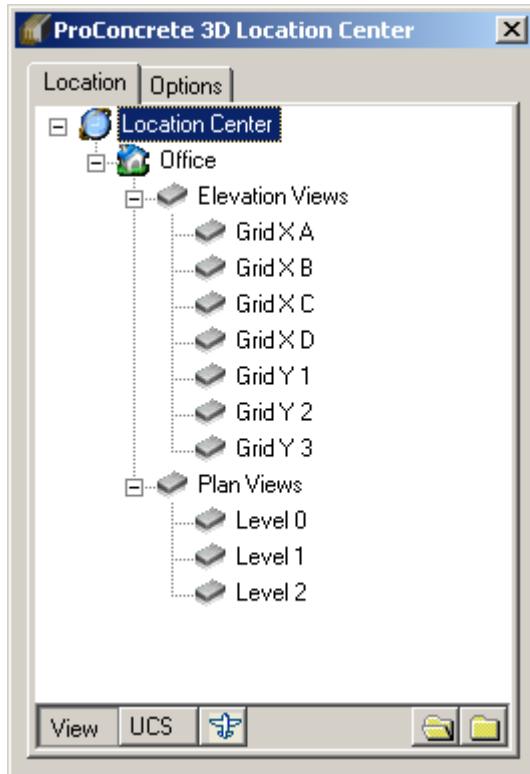 ProConcrete 3D Location Center
Location Options
Location Center
Office
Elevation Views
Grid X A
Grid X B
Grid X C
Grid X D
Grid Y 1
Grid Y 2
Grid Y 3
Plan Views
Level 0
Level 1
Level 2
View UCS